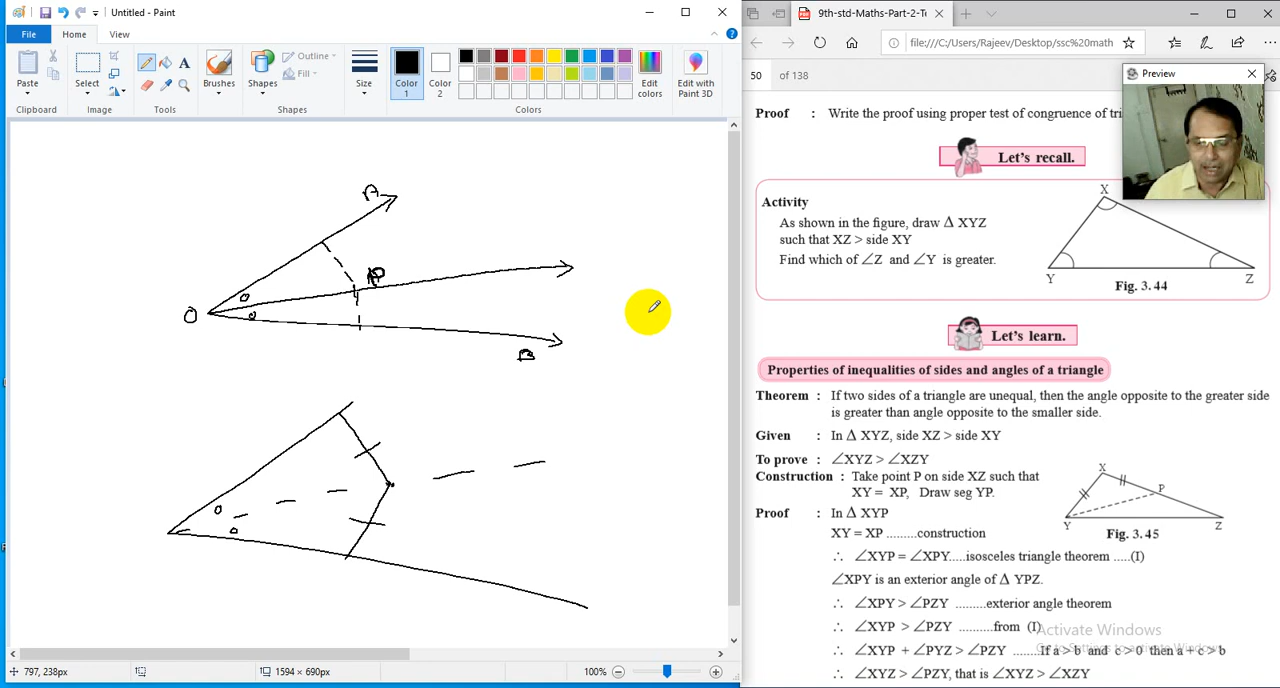 Untitled - Paint
File
Home
View
Paste
Select
Brushes
Shapes
Outline
Fill
Size
Color 1
Color 2
Edit colors
Edit with Paint 3D
Clipboard
Image
Tools
Shapes
Colors
A
O
P
B
797, 238px
1594 × 690px
100%
9th-std-Maths-Part-2-Te
file:///C:/Users/Rajeev/Desktop/ssc%20math
50 of 138
Preview
Proof : Write the proof using proper test of congruence of tri
Let's recall.
Activity
As shown in the figure, draw Δ XYZ
such that XZ > side XY
Find which of ∠Z and ∠Y is greater.
X
Y
Z
Fig. 3.44
Let's learn.
Properties of inequalities of sides and angles of a triangle
Theorem : If two sides of a triangle are unequal, then the angle opposite to the greater side
is greater than angle opposite to the smaller side.
Given : In Δ XYZ, side XZ > side XY
To prove : ∠XYZ > ∠XZY
Construction : Take point P on side XZ such that
XY = XP, Draw seg YP.
X
P
Y
Z
Fig. 3.45
Proof : In Δ XYP
XY = XP .........construction
∴ ∠XYP = ∠XPY.....isosceles triangle theorem .....(I)
∠XPY is an exterior angle of Δ YPZ.
∴ ∠XPY > ∠PZY .........exterior angle theorem
∴ ∠XYP > ∠PZY ..........from (I)
∴ ∠XYP + ∠PYZ > ∠PZY ........If a > b and c > 0 then a + c > b
∴ ∠XYZ > ∠PZY, that is ∠XYZ > ∠XZY
Activate Windows